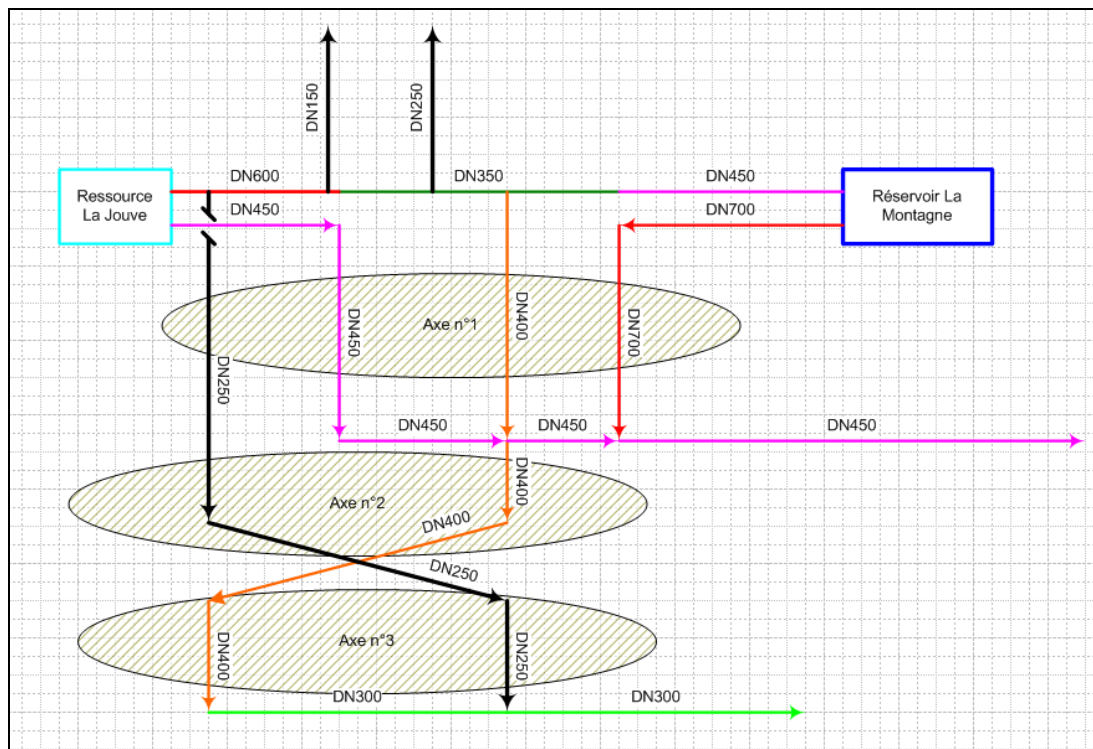 DN150
DN250
DN600
DN350
DN450
Ressource
La Jouve
Réservoir La
Montagne
DN450
DN700
Axe n°1
DN400
DN450
DN700
DN250
DN450
DN450
DN450
DN400
Axe n°2
DN400
DN250
Axe n°3
DN400
DN250
DN300
DN300